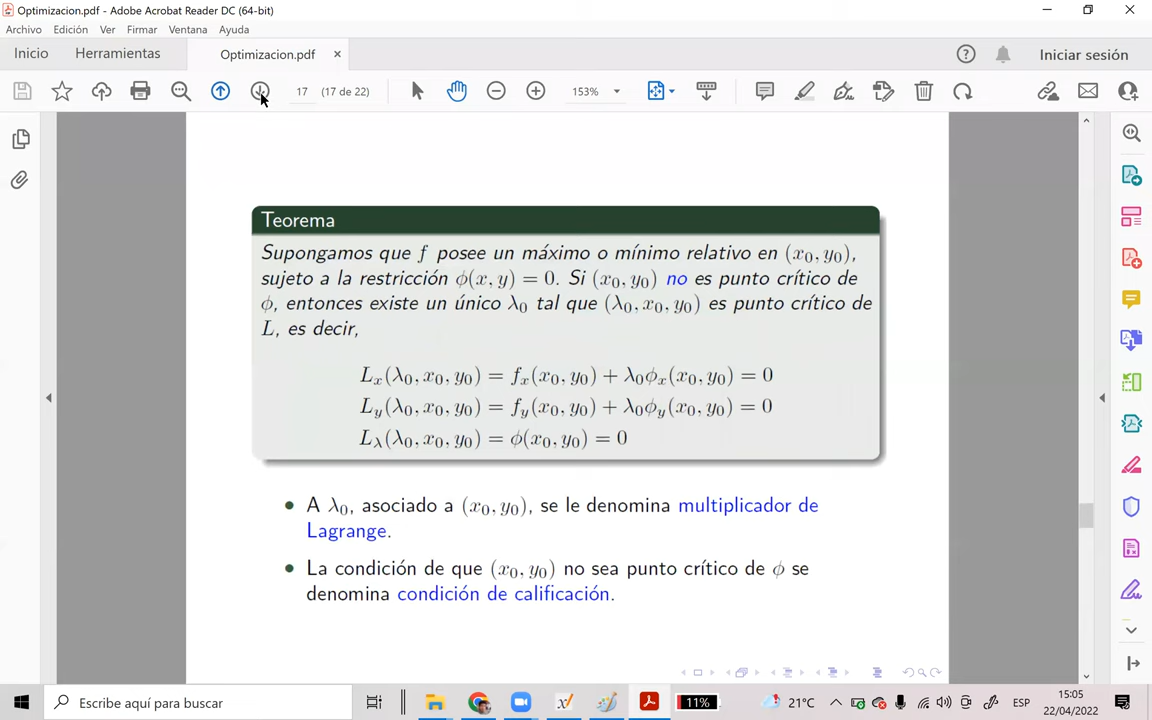 Optimizacion.pdf - Adobe Acrobat Reader DC (64-bit)
Archivo Edición Ver Firmar Ventana Ayuda
Inicio Herramientas Optimizacion.pdf × Iniciar sesión
17 (17 de 22) 153%
Teorema
Supongamos que f posee un máximo o mínimo relativo en (x₀, y₀),
sujeto a la restricción ϕ(x, y) = 0. Si (x₀, y₀) no es punto crítico de
ϕ, entonces existe un único λ₀ tal que (λ₀, x₀, y₀) es punto crítico de
L, es decir,
Lₓ(λ₀, x₀, y₀) = fₓ(x₀, y₀) + λ₀ϕₓ(x₀, y₀) = 0
L_y(λ₀, x₀, y₀) = f_y(x₀, y₀) + λ₀ϕ_y(x₀, y₀) = 0
L_λ(λ₀, x₀, y₀) = ϕ(x₀, y₀) = 0
• A λ₀, asociado a (x₀, y₀), se le denomina multiplicador de
Lagrange.
• La condición de que (x₀, y₀) no sea punto crítico de ϕ se
denomina condición de calificación.
Escribe aquí para buscar 11% 21°C ESP 15:05
22/04/2022